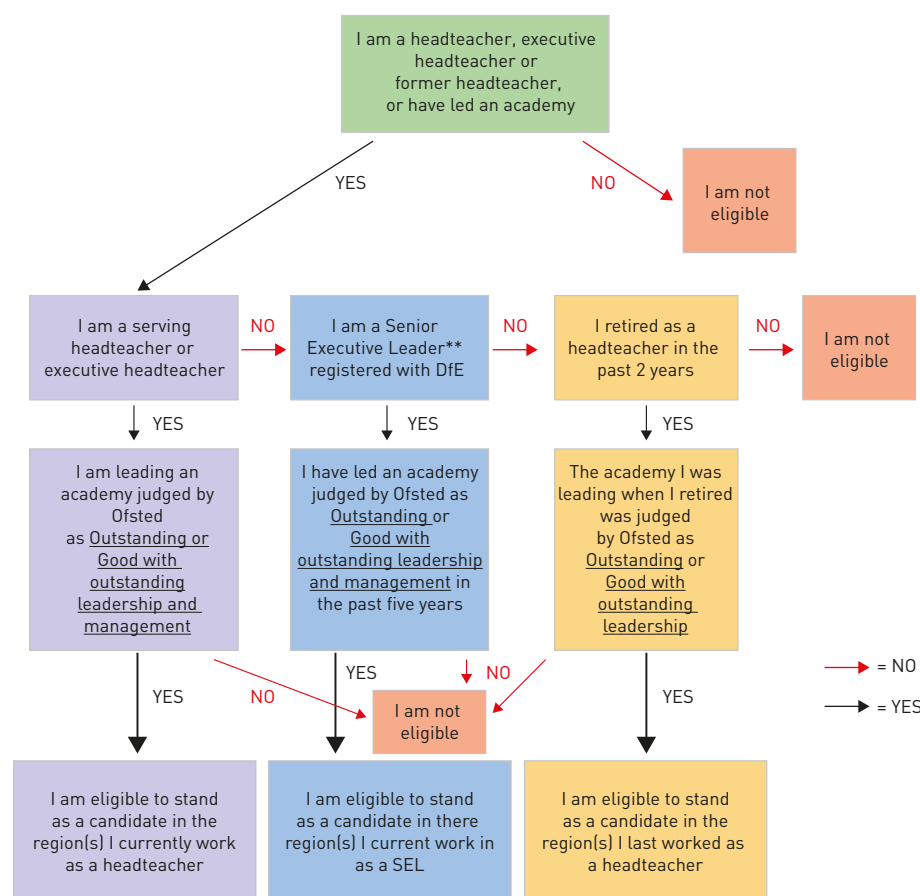 I am a headteacher, executive
headteacher or
former headteacher,
or have led an academy
YES
NO
I am not
eligible
I am a serving
headteacher or
executive headteacher
NO
I am a Senior
Executive Leader**
registered with DfE
NO
I retired as a
headteacher in the
past 2 years
NO
I am not
eligible
YES
YES
YES
I am leading an
academy judged by
Ofsted
as Outstanding or
Good with
outstanding
leadership and
management
I have led an academy
judged by Ofsted as
Outstanding or
Good with
outstanding leadership
and management in
the past five years
The academy I was
leading when I retired
was judged
by Ofsted as
Outstanding or
Good with
outstanding
leadership
YES
NO
YES
NO
YES
I am not
eligible
= NO
= YES
I am eligible to stand
as a candidate in the
region(s) I currently work
as a headteacher
I am eligible to stand
as a candidate in there
region(s) I current work in
as a SEL
I am eligible to stand
as a candidate in the
region(s) I last worked as
a headteacher